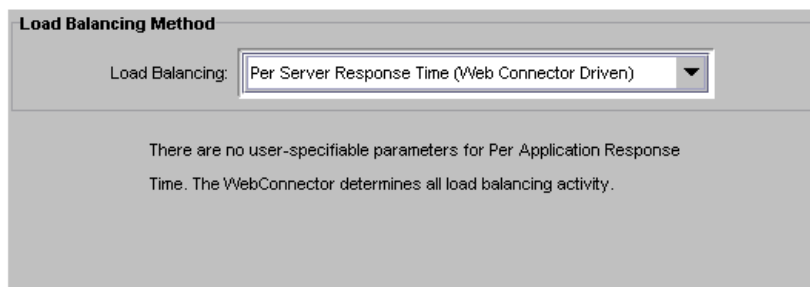 Load Balancing Method
Load Balancing: Per Server Response Time (Web Connector Driven)
There are no user-specifiable parameters for Per Application Response
Time. The WebConnector determines all load balancing activity.